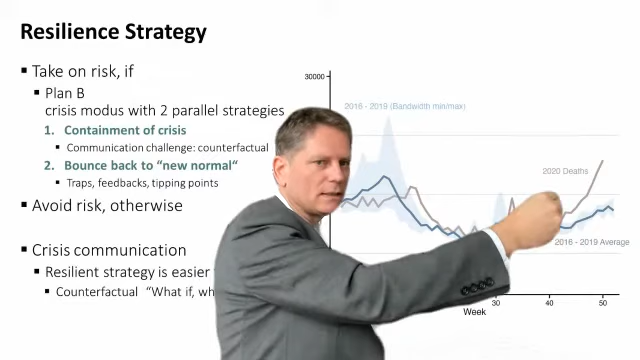 Resilience Strategy
Take on risk, if
Plan B
crisis modus with 2 parallel strategies
1. Containment of crisis
Communication challenge: counterfactual
2. Bounce back to “new normal“
Traps, feedbacks, tipping points
Avoid risk, otherwise
Crisis communication
Resilient strategy is easier
Counterfactual “What if,
30000
2016 - 2019 (Bandwidth min/max)
2020 Deaths
2016 - 2019 Average
30
40
50
Week